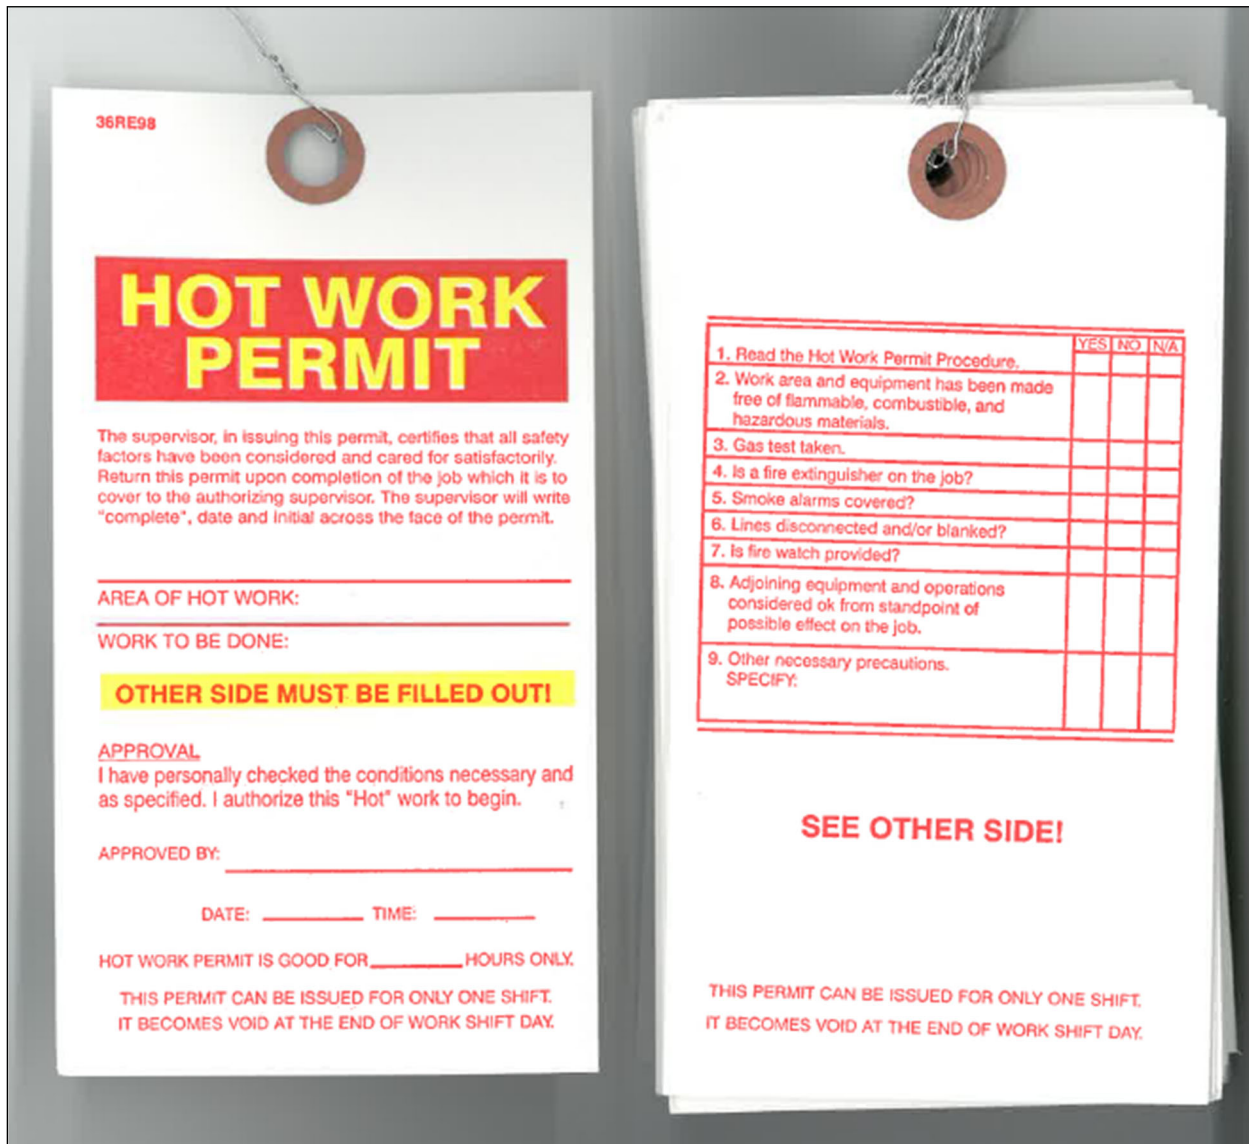 36RE98
HOT WORK
PERMIT
The supervisor, in issuing this permit, certifies that all safety
factors have been considered and cared for satisfactorily.
Return this permit upon completion of the job which it is to
cover to the authorizing supervisor. The supervisor will write
"complete", date and initial across the face of the permit.
AREA OF HOT WORK:
WORK TO BE DONE:
OTHER SIDE MUST BE FILLED OUT!
APPROVAL
I have personally checked the conditions necessary and
as specified. I authorize this "Hot" work to begin.
APPROVED BY:
DATE: TIME:
HOT WORK PERMIT IS GOOD FOR HOURS ONLY.
THIS PERMIT CAN BE ISSUED FOR ONLY ONE SHIFT.
IT BECOMES VOID AT THE END OF WORK SHIFT DAY.
YES NO N/A
1. Read the Hot Work Permit Procedure.
2. Work area and equipment has been made
free of flammable, combustible, and
hazardous materials.
3. Gas test taken.
4. Is a fire extinguisher on the job?
5. Smoke alarms covered?
6. Lines disconnected and/or blanked?
7. Is fire watch provided?
8. Adjoining equipment and operations
considered ok from standpoint of
possible effect on the job.
9. Other necessary precautions.
SPECIFY:
SEE OTHER SIDE!
THIS PERMIT CAN BE ISSUED FOR ONLY ONE SHIFT.
IT BECOMES VOID AT THE END OF WORK SHIFT DAY.